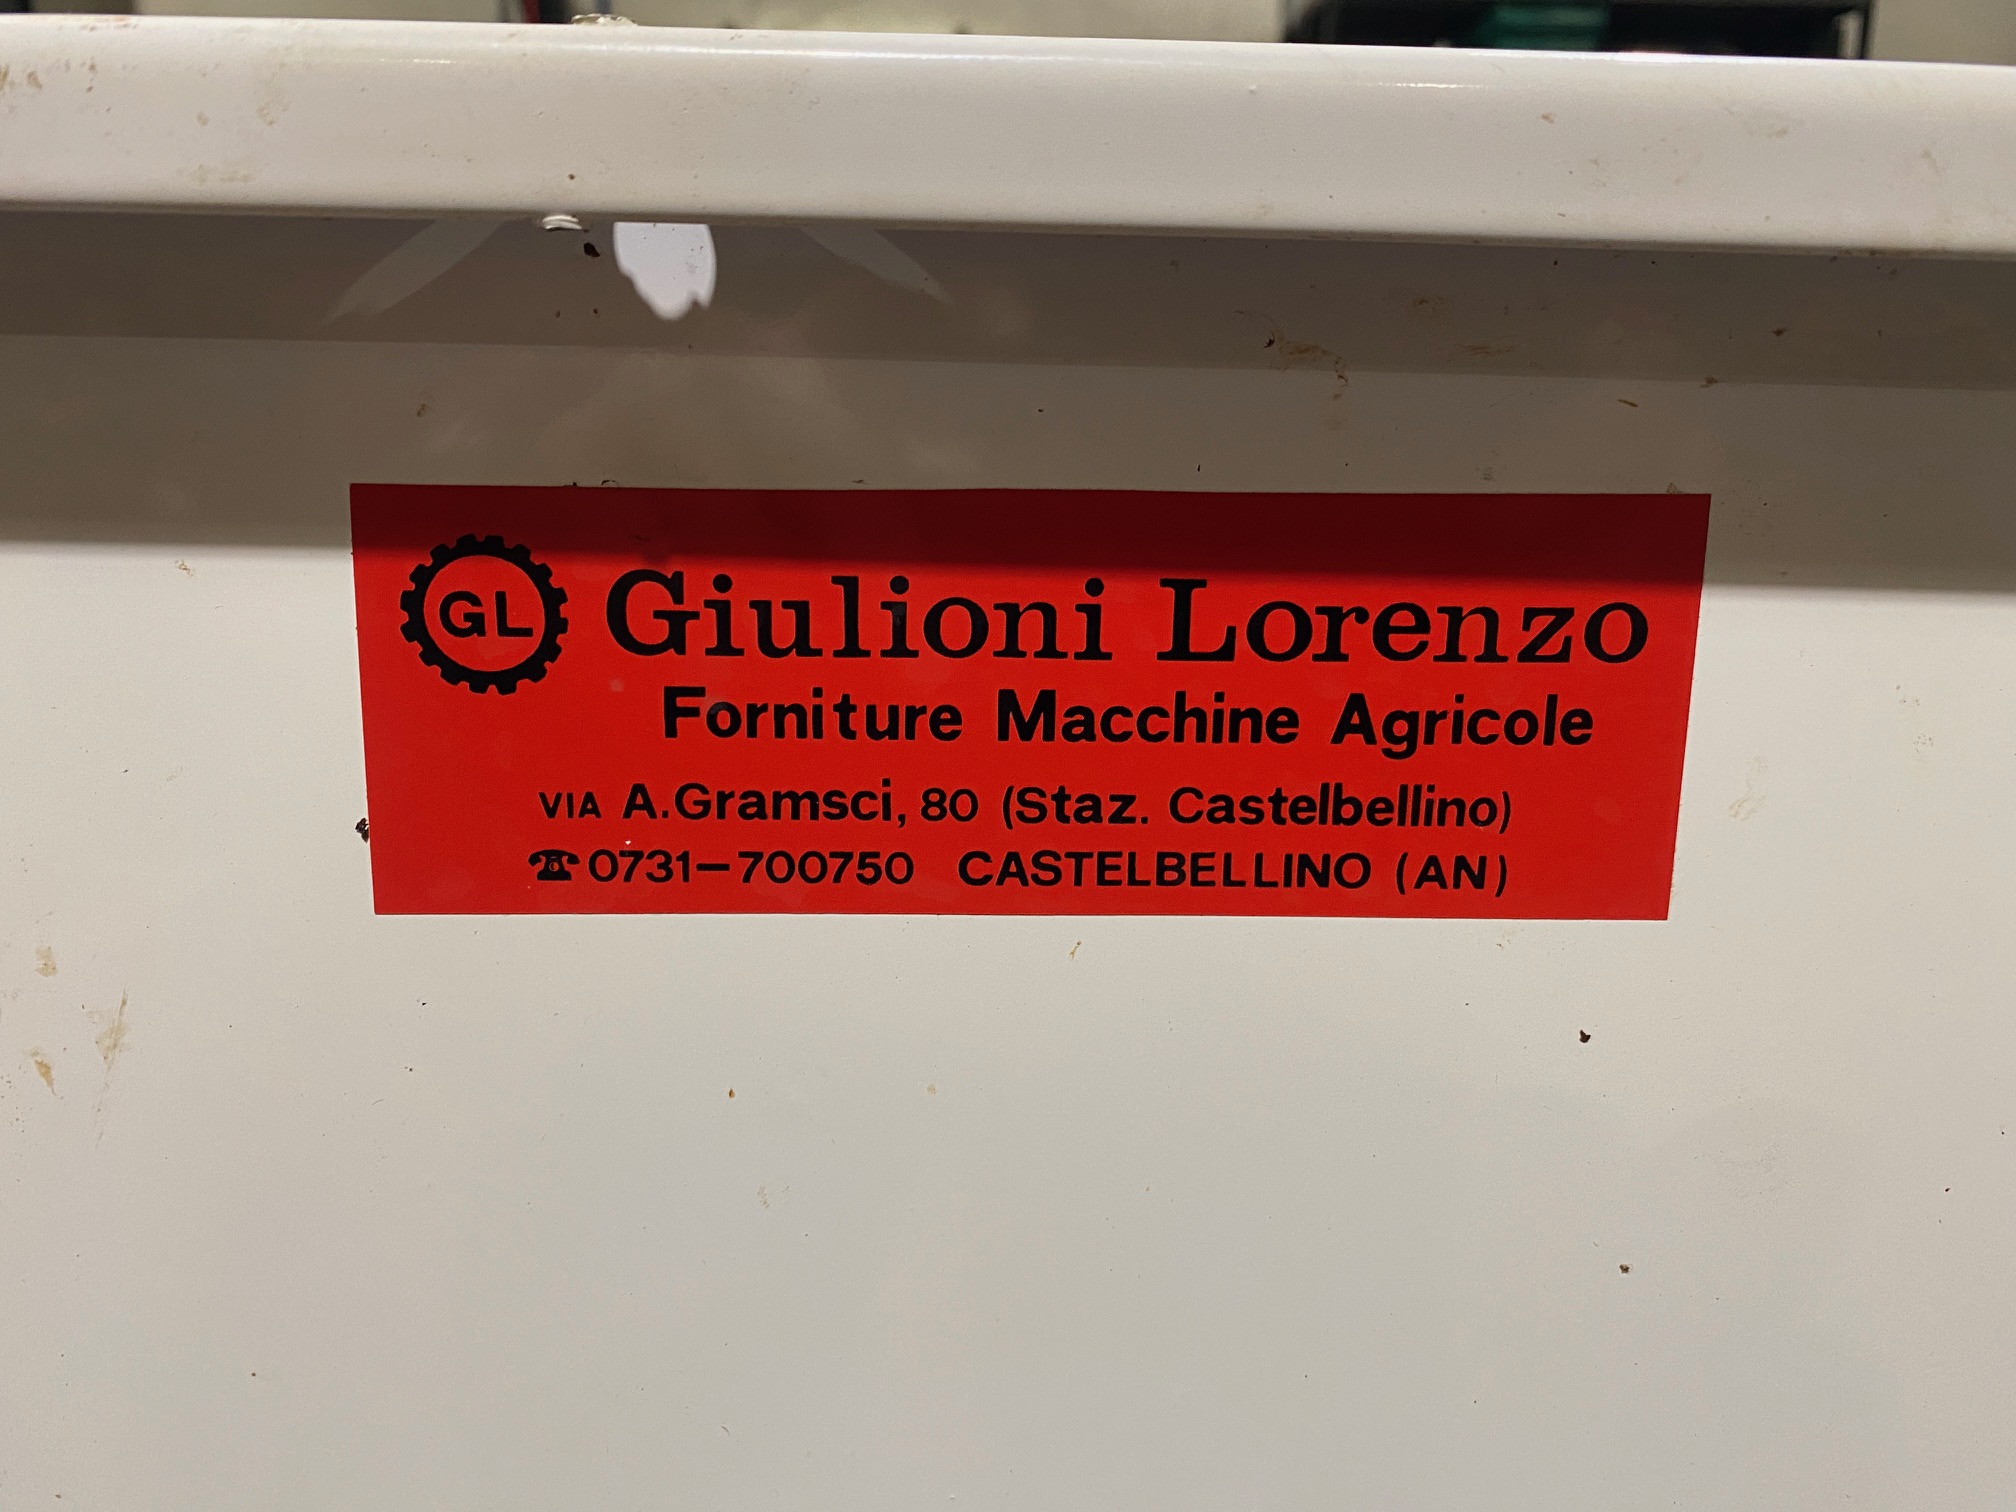 GL Giulioni Lorenzo
Forniture Macchine Agricole
VIA A.Gramsci, 80 (Staz. Castelbellino)
☎0731-700750 CASTELBELLINO (AN)